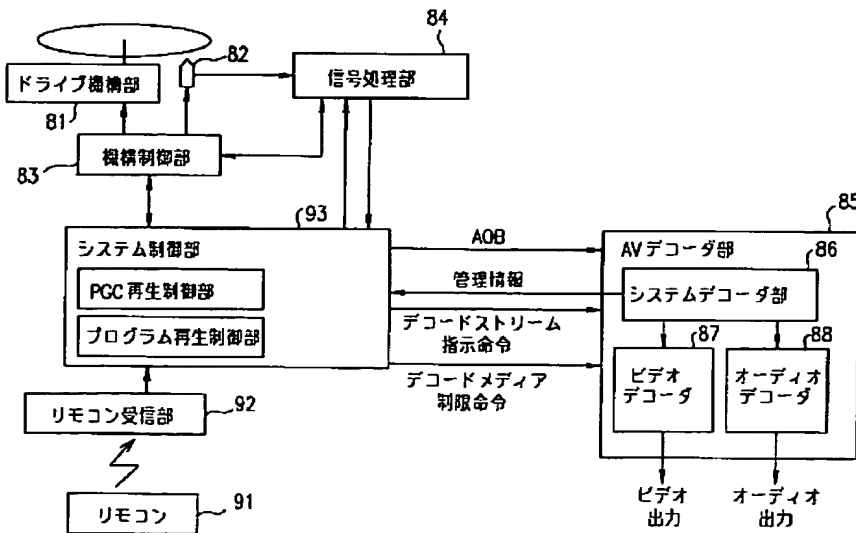 84
82
信号処理部
ドライブ機構部
81
機構制御部
83
93
85
システム制御部
AOB
AVデコーダ部
86
管理情報
システムデコーダ部
PGC再生制御部
プログラム再生制御部
デコードストリーム
指示命令
87
88
ビデオ
デコーダ
オーディオ
デコーダ
デコードメディア
制限命令
リモコン受信部
92
リモコン
91
ビデオ
出力
オーディオ
出力